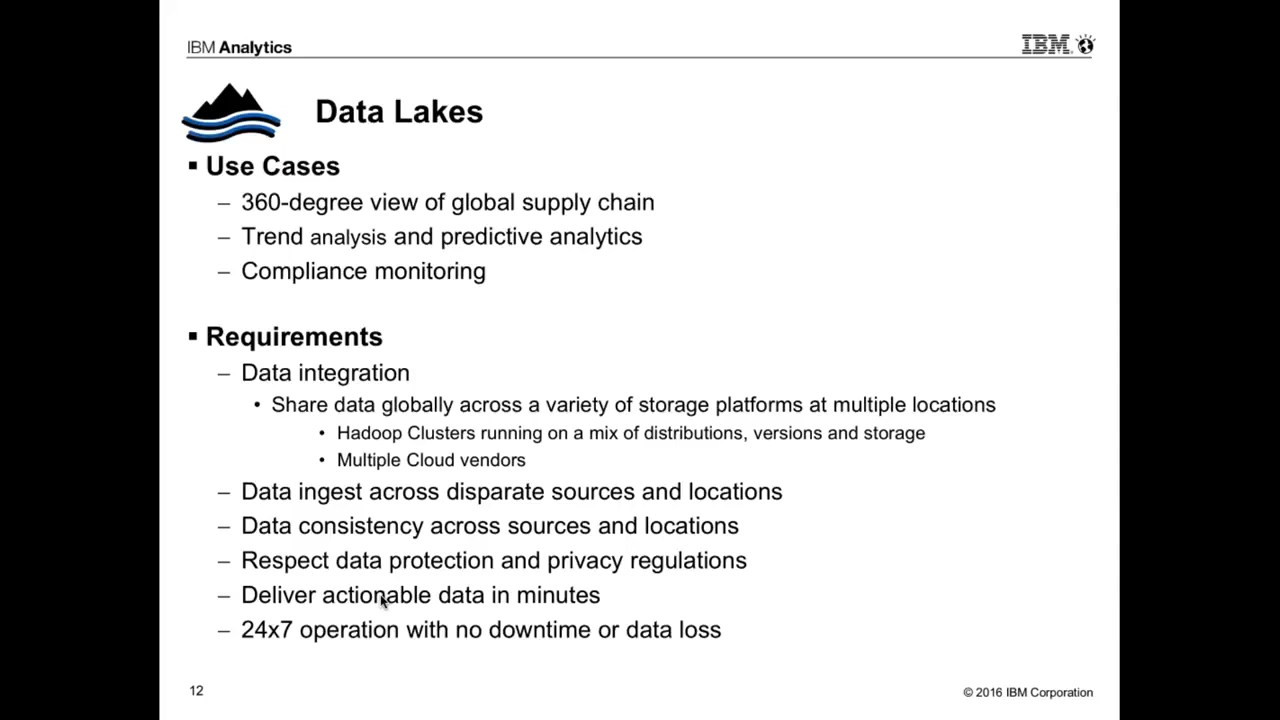 IBM Analytics
IBM
Data Lakes
▪ Use Cases
– 360-degree view of global supply chain
– Trend analysis and predictive analytics
– Compliance monitoring
▪ Requirements
– Data integration
• Share data globally across a variety of storage platforms at multiple locations
• Hadoop Clusters running on a mix of distributions, versions and storage
• Multiple Cloud vendors
– Data ingest across disparate sources and locations
– Data consistency across sources and locations
– Respect data protection and privacy regulations
– Deliver actionable data in minutes
– 24x7 operation with no downtime or data loss
12
© 2016 IBM Corporation